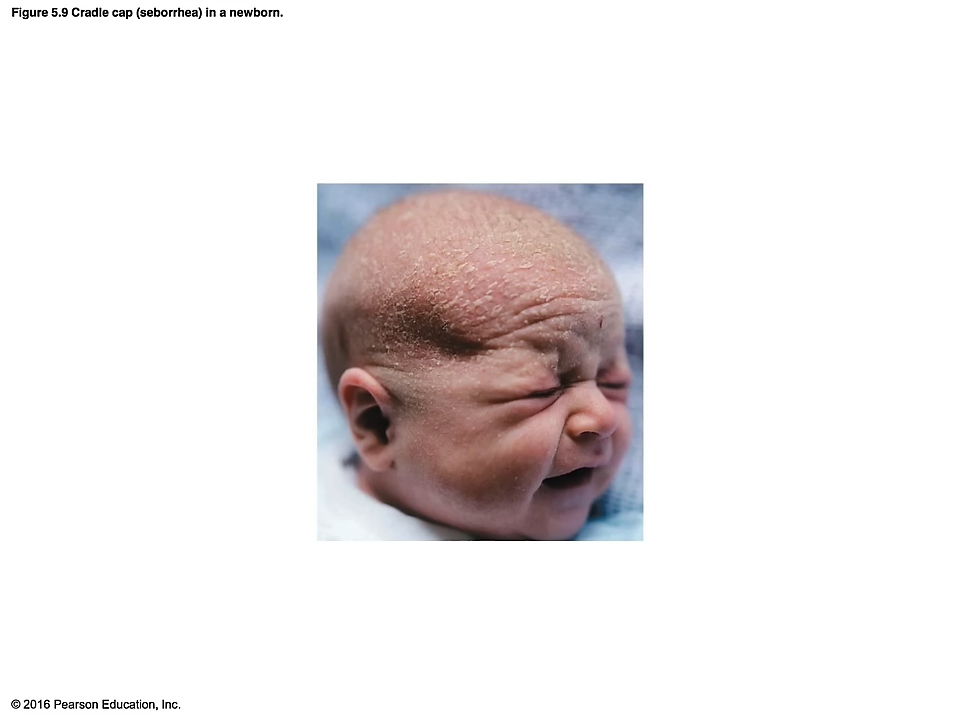 Figure 5.9 Cradle cap (seborrhea) in a newborn.
© 2016 Pearson Education, Inc.